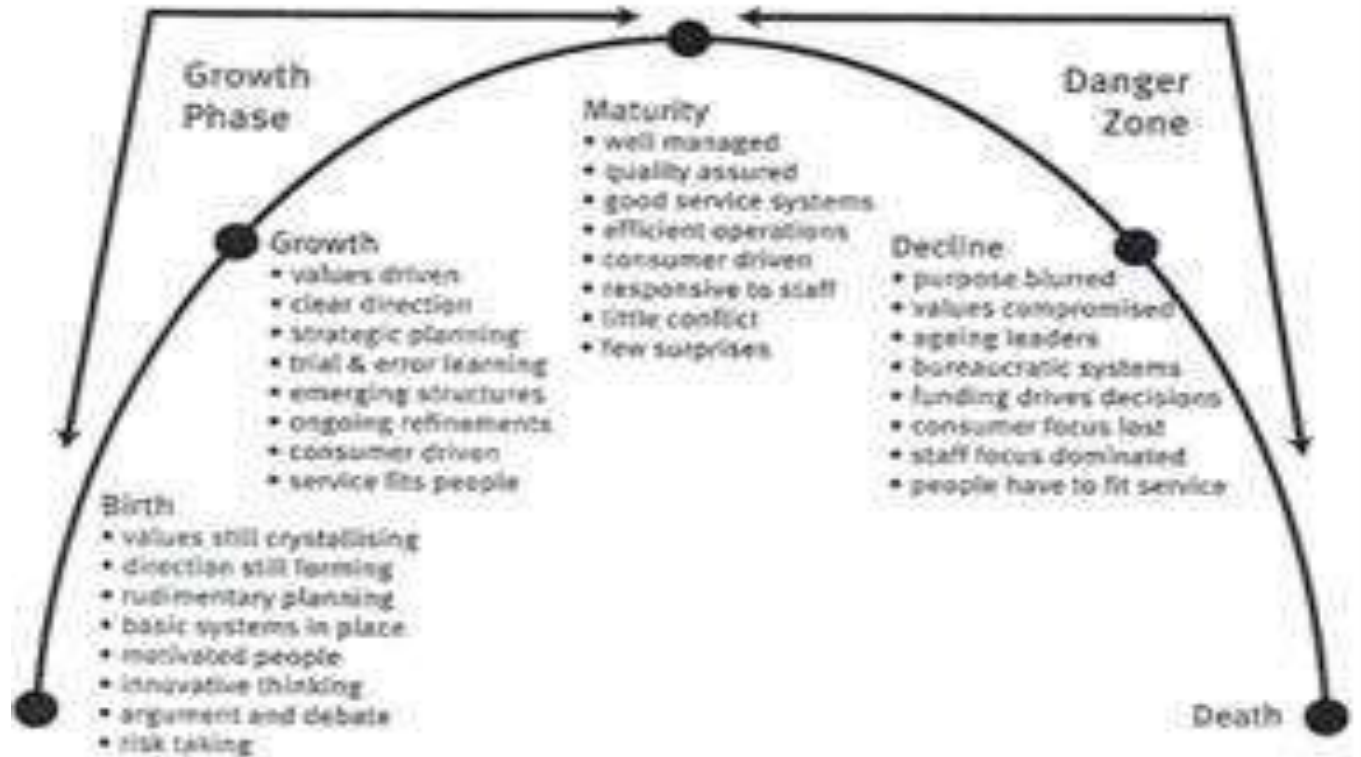 Growth
Phase
Danger
Zone
Maturity
• well managed
• quality assured
• good service systems
• efficient operations
• consumer driven
• responsive to staff
• little conflict
• few surprises
Growth
• values driven
• clear direction
• strategic planning
• trial & error learning
• emerging structures
• ongoing refinements
• consumer driven
• service fits people
Decline
• purpose blurred
• values compromised
• ageing leaders
• bureaucratic systems
• funding drives decisions
• consumer focus lost
• staff focus dominated
• people have to fit service
Birth
• values still crystallising
• direction still forming
• rudimentary planning
• basic systems in place
• motivated people
• innovative thinking
• argument and debate
• risk taking
Death